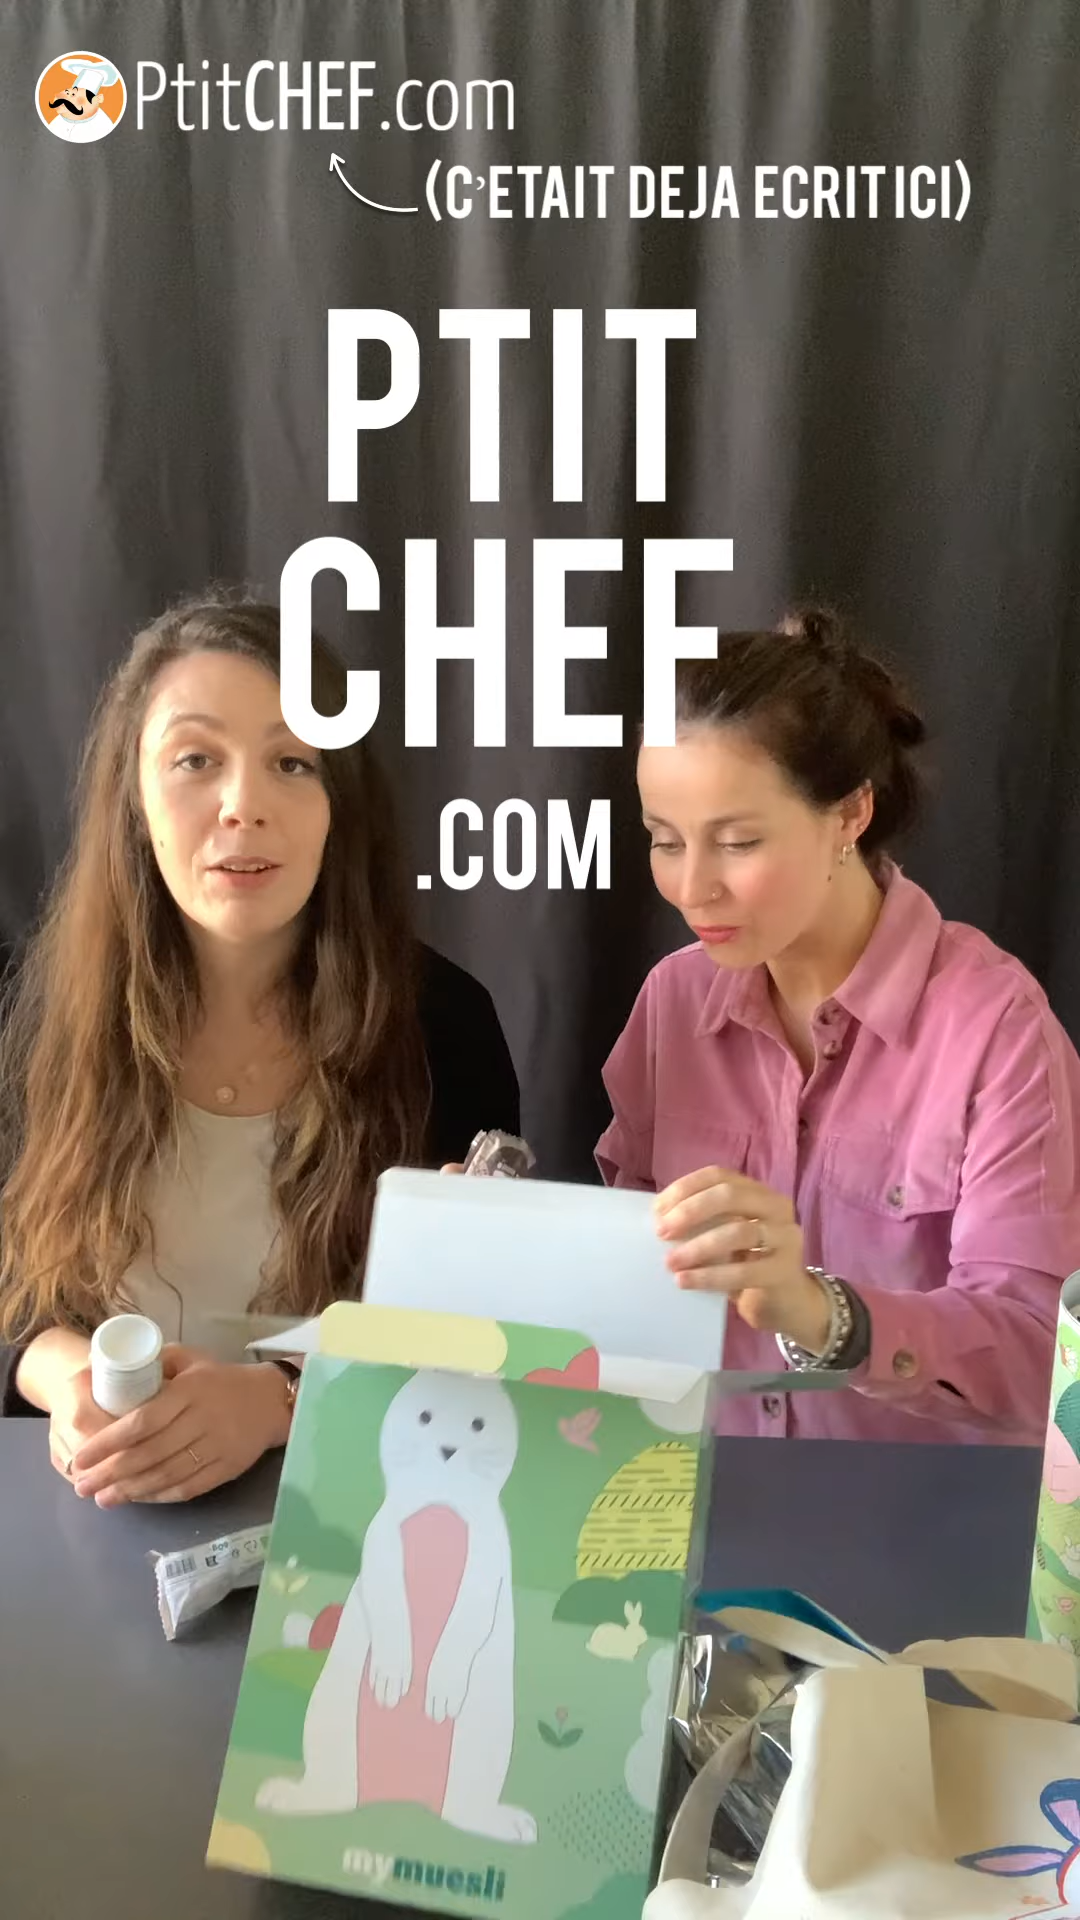 PtitCHEF.com
(C'ETAIT DEJA ECRIT ICI)
PTIT
CHEF
.COM
mymuesli